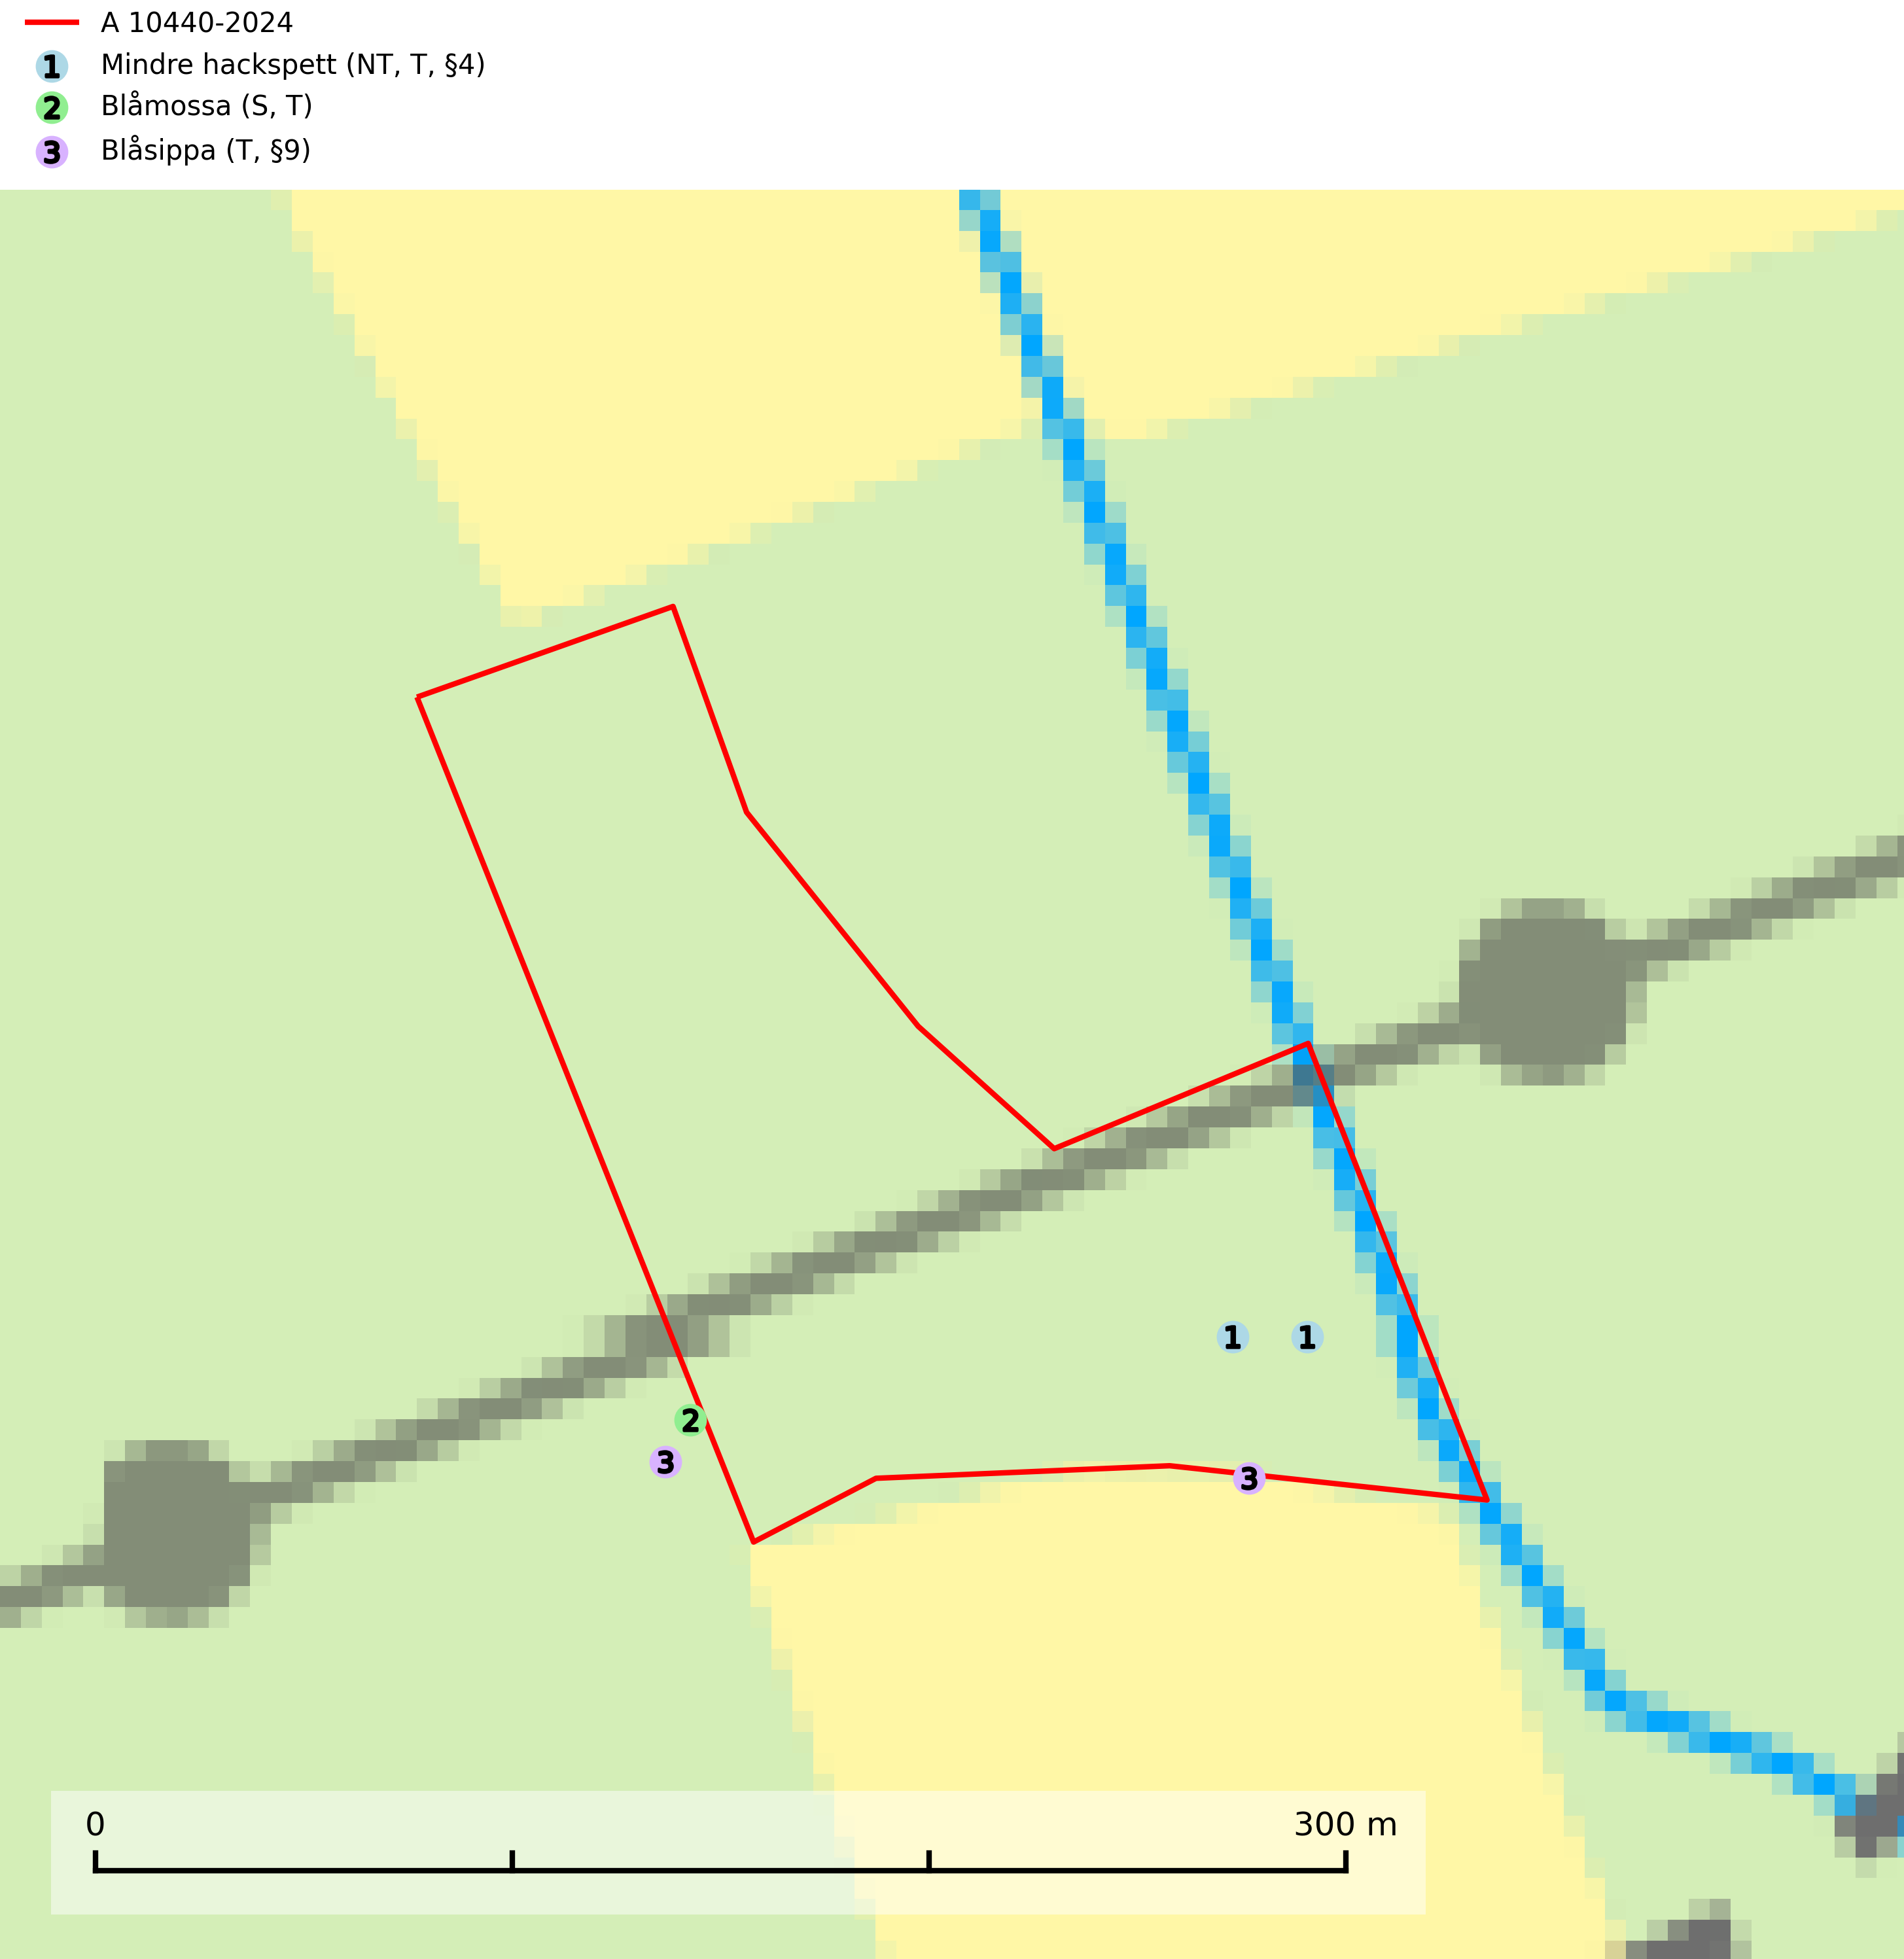 A 10440-2024
1 Mindre hackspett (NT, T, §4)
2 Blåmossa (S, T)
3 Blåsippa (T, §9)
1 1
2
3
3
0 300 m